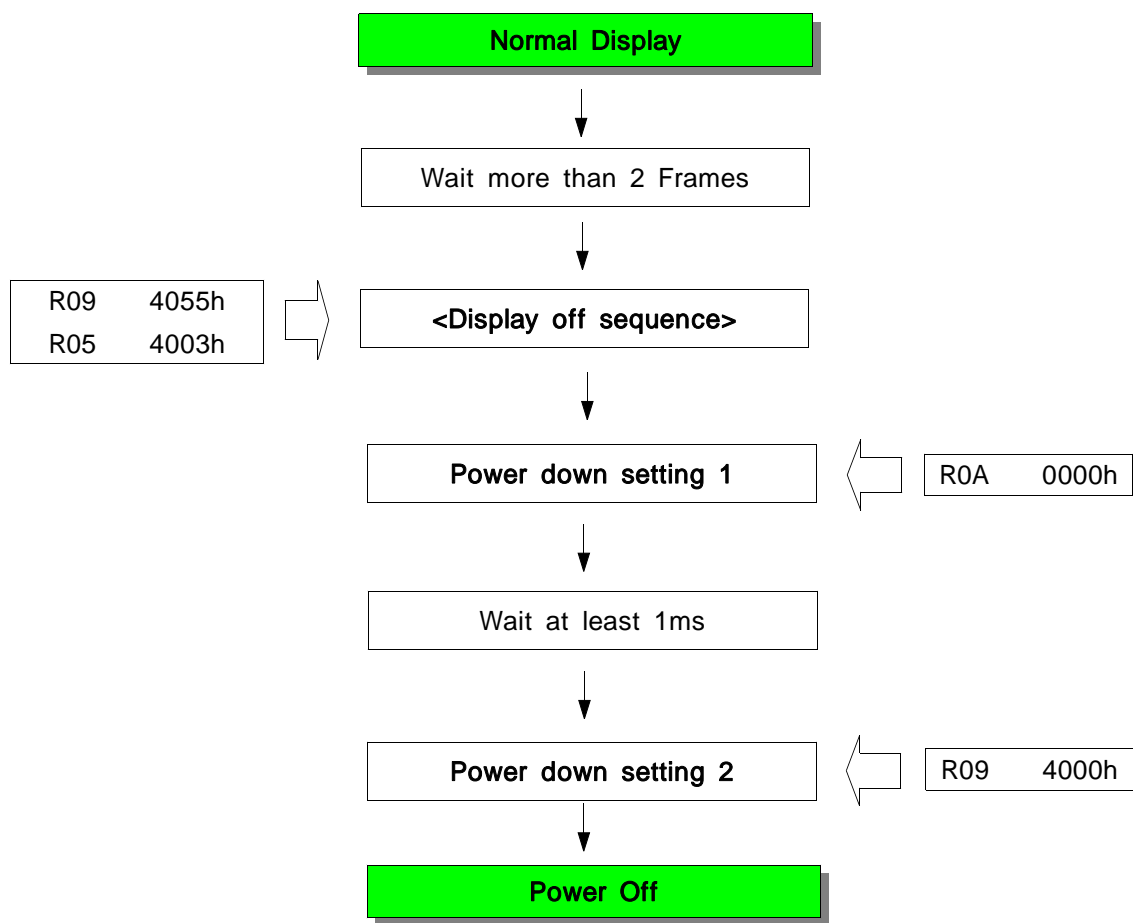 Normal Display
Wait more than 2 Frames
R09 4055h
R05 4003h
<Display off sequence>
Power down setting 1
R0A 0000h
Wait at least 1ms
Power down setting 2
R09 4000h
Power Off